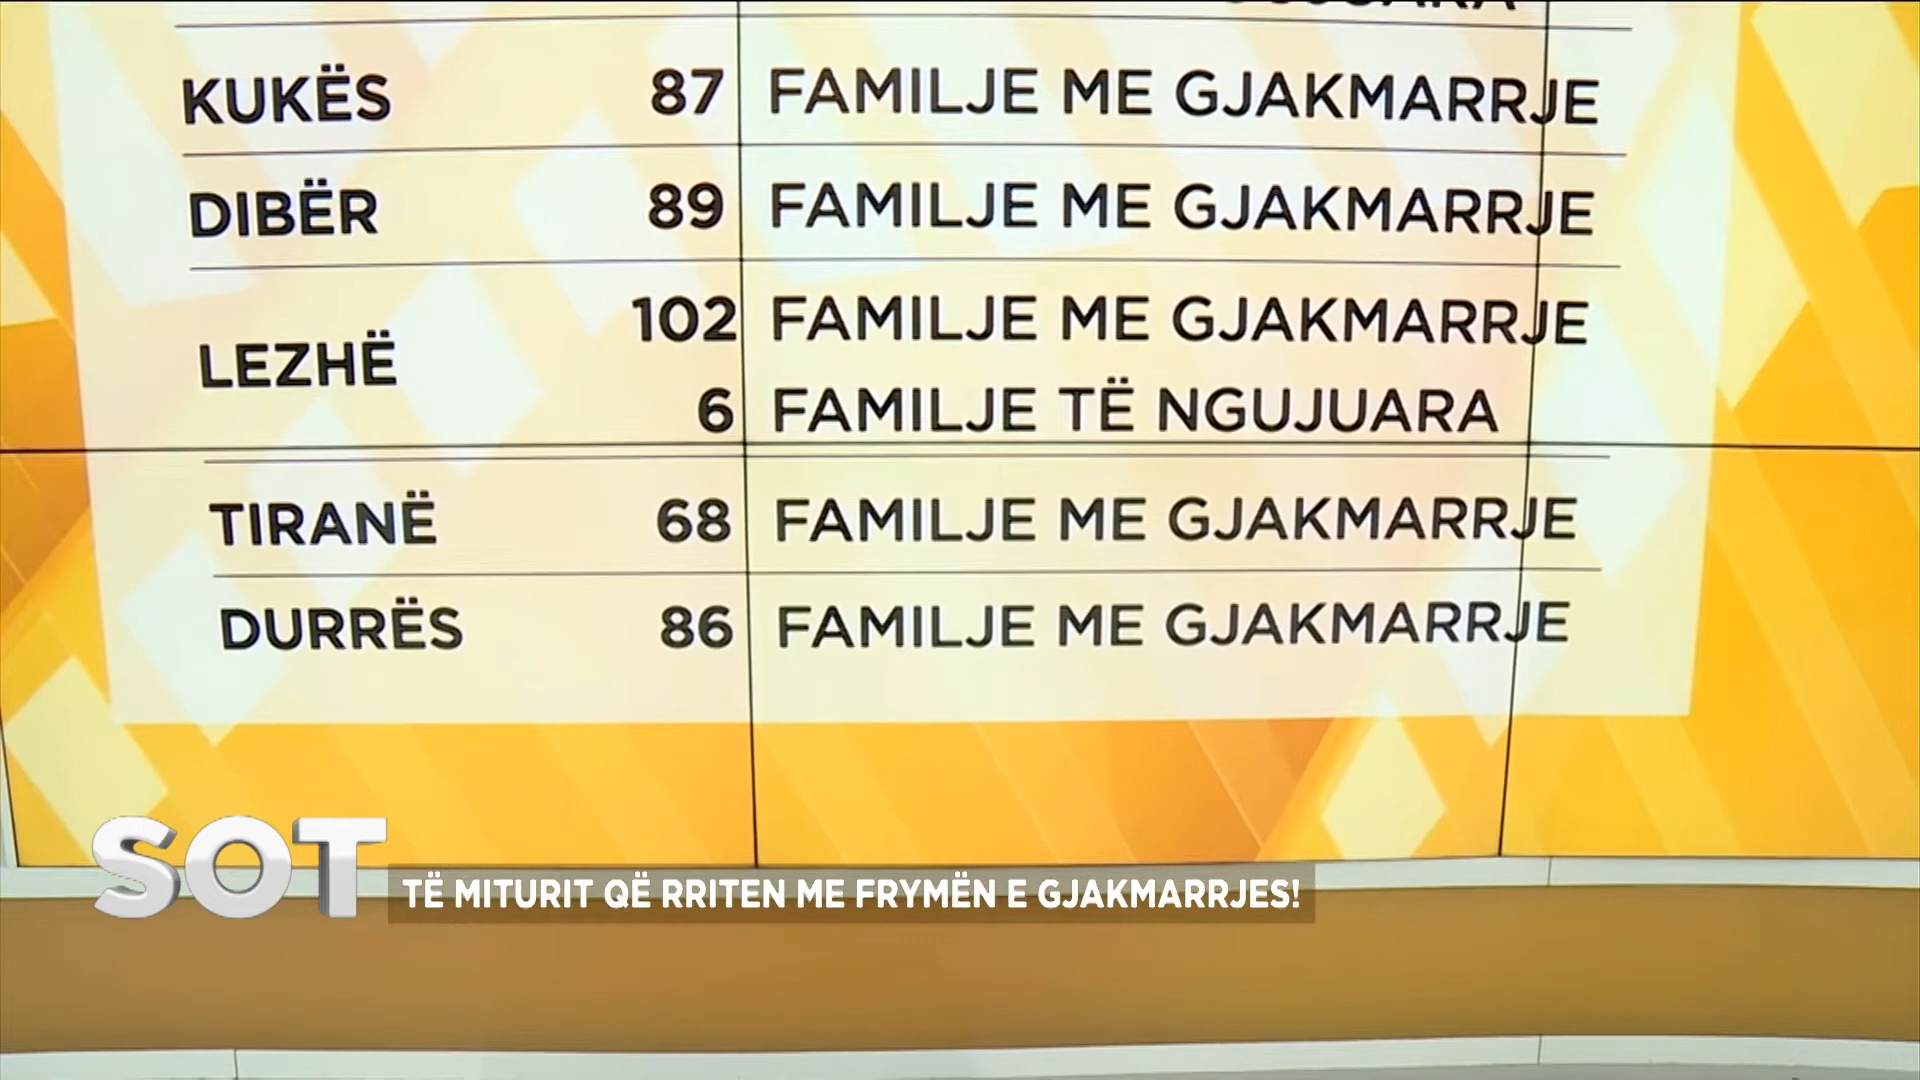 KUKËS 87 FAMILJE ME GJAKMARRJE
DIBËR 89 FAMILJE ME GJAKMARRJE
LEZHË 102 FAMILJE ME GJAKMARRJE
6 FAMILJE TË NGUJUARA
TIRANË 68 FAMILJE ME GJAKMARRJE
DURRËS 86 FAMILJE ME GJAKMARRJE
SOT
TË MITURIT QË RRITEN ME FRYMËN E GJAKMARRJES!